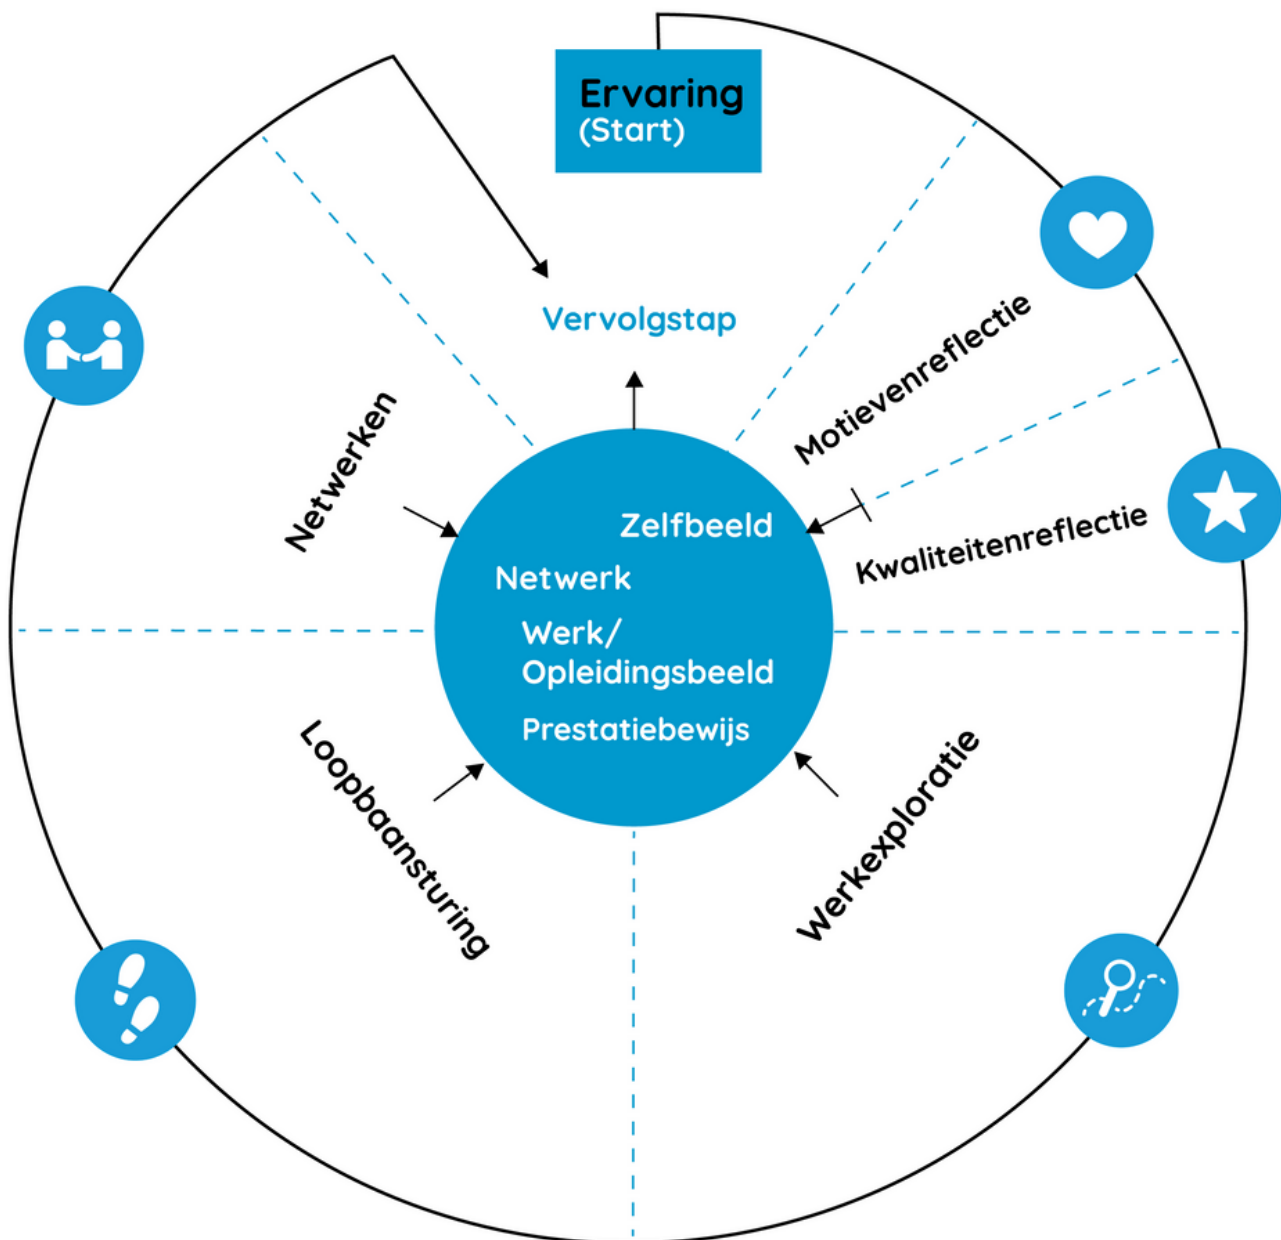 Ervaring
(Start)
Vervolgstap
Motievenreflectie
Kwaliteitenreflectie
Netwerken
Zelfbeeld
Netwerk
Werk/
Opleidingsbeeld
Prestatiebewijs
Loopbaansturing
Werkexploratie